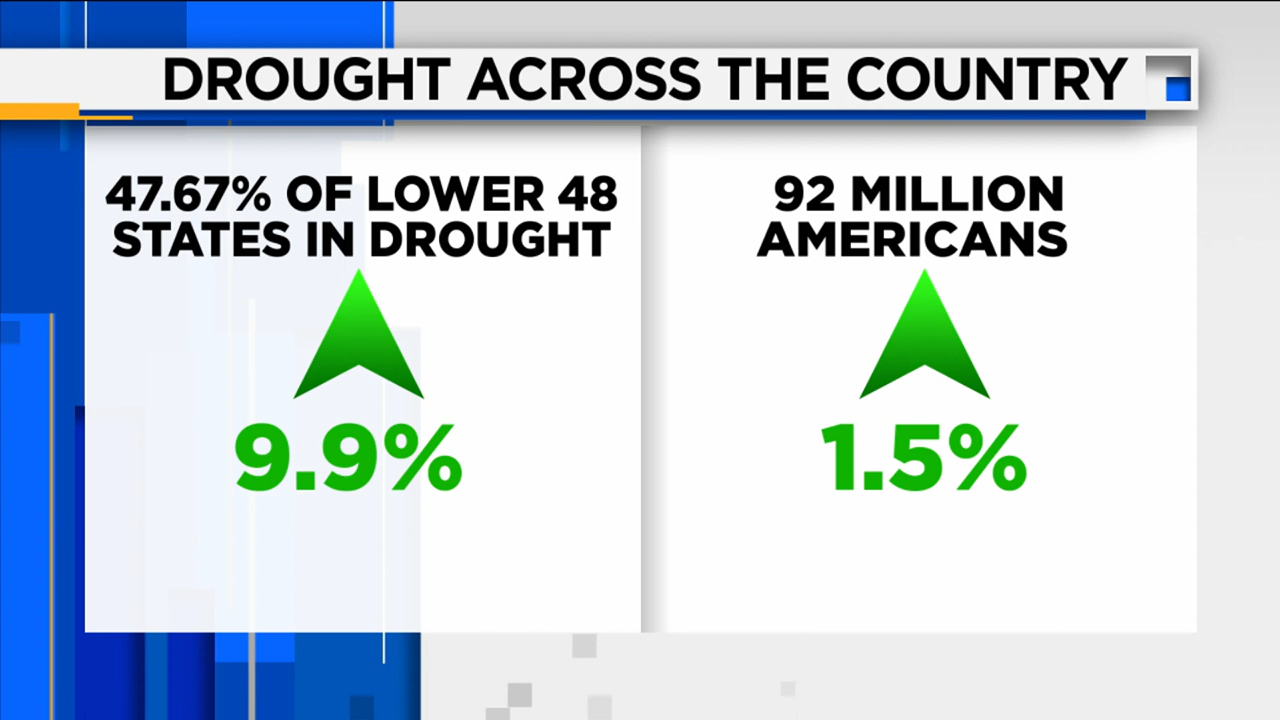 DROUGHT ACROSS THE COUNTRY
47.67% OF LOWER 48
STATES IN DROUGHT
9.9%
92 MILLION
AMERICANS
1.5%